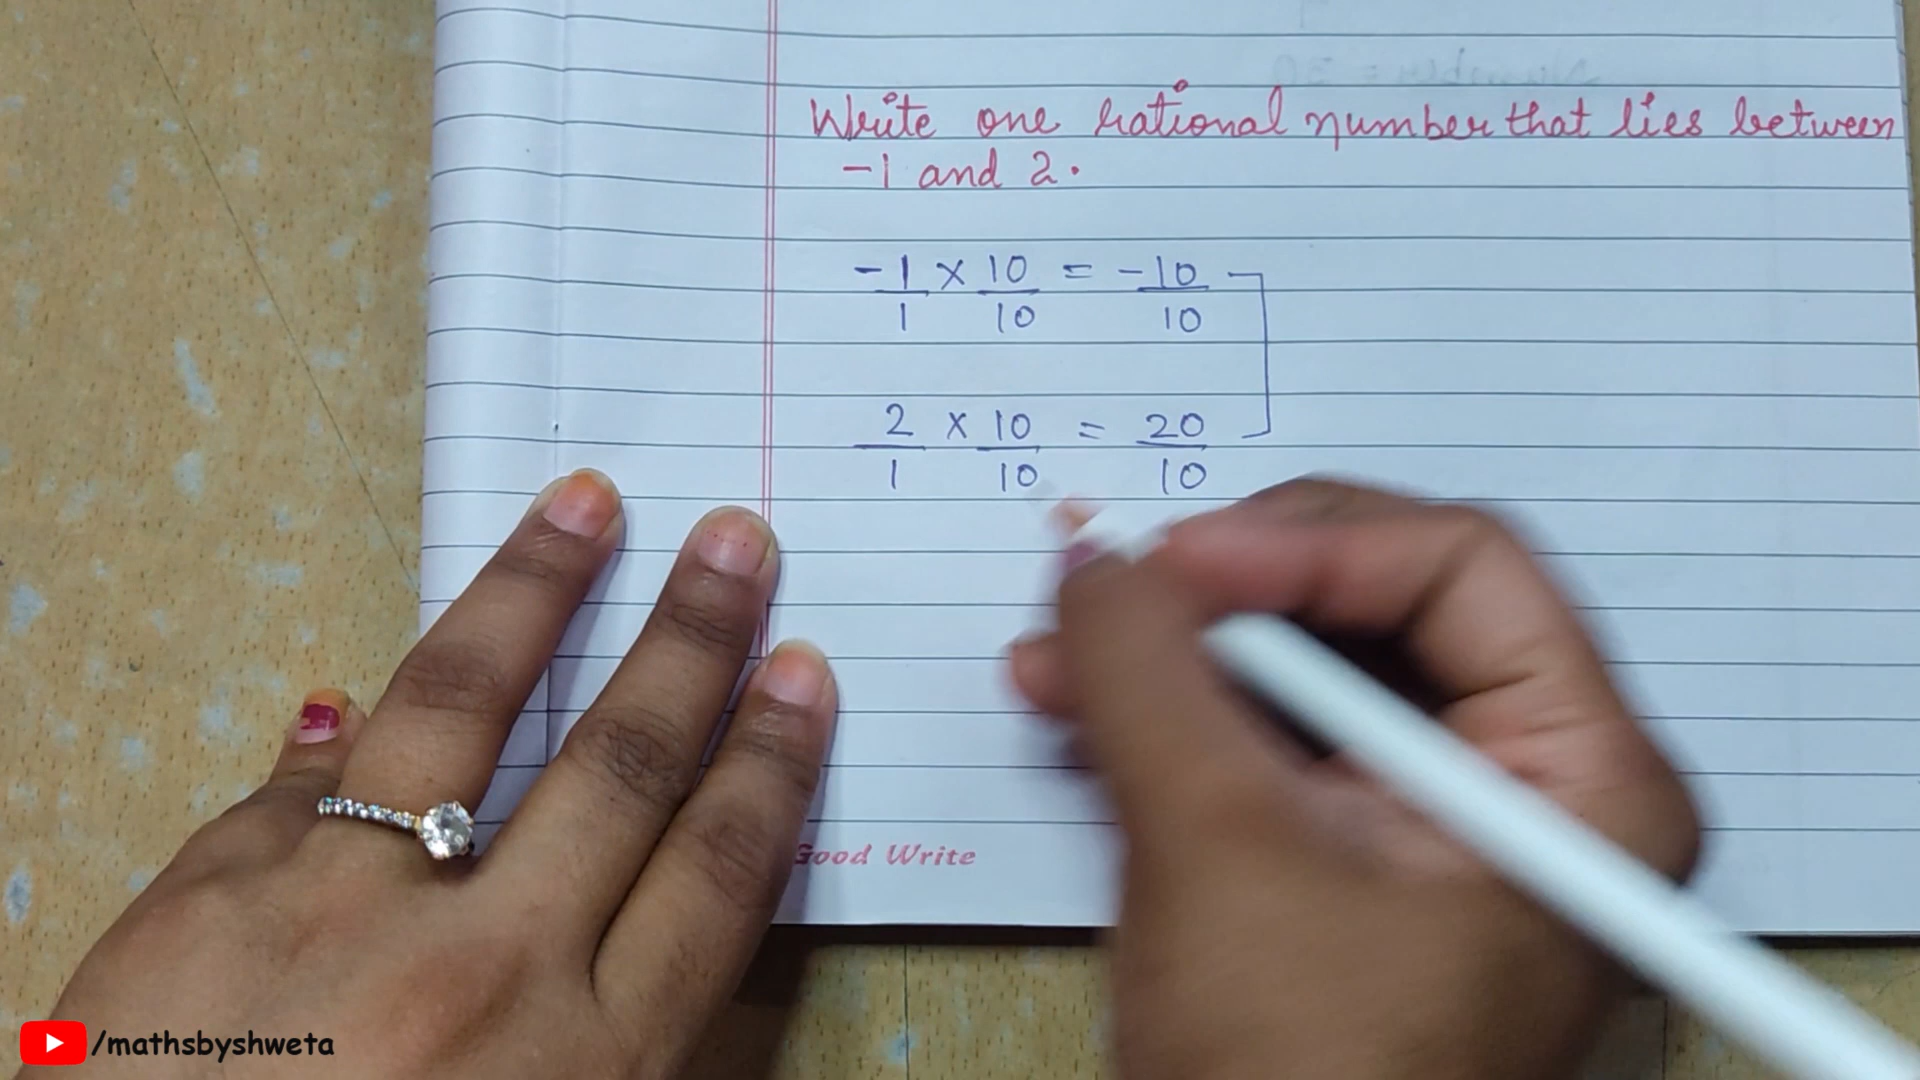 Write one rational number that lies between
-1 and 2.
-1/1 × 10/10 = -10/10
2/1 × 10/10 = 20/10
Good Write
/mathsbyshweta